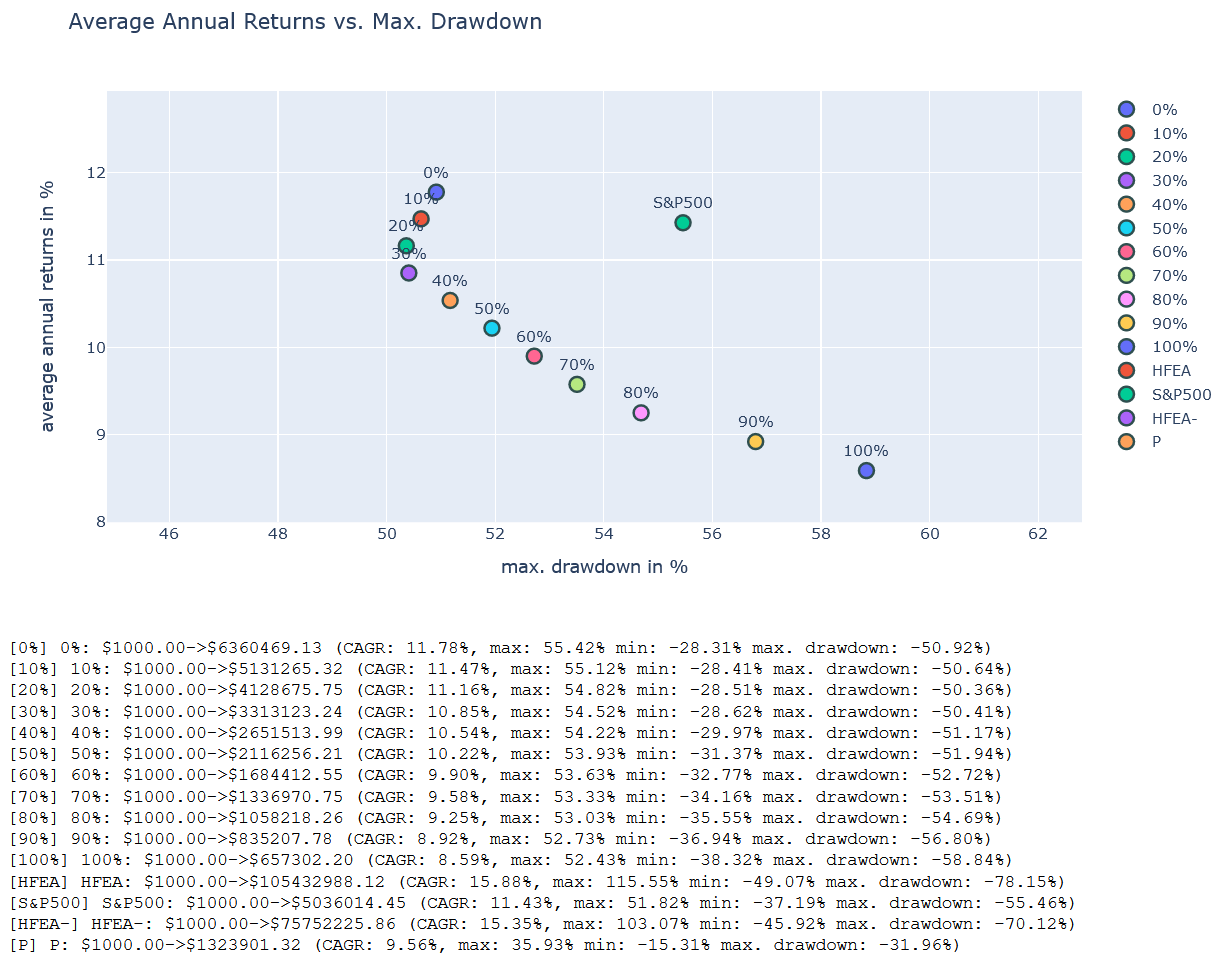 Average Annual Returns vs. Max. Drawdown
average annual returns in %
12
11
10
9
8
0%
10%
20%
30%
40%
50%
60%
70%
80%
90%
100%
S&P500
46
48
50
52
54
56
58
60
62
max. drawdown in %
0%
10%
20%
30%
40%
50%
60%
70%
80%
90%
100%
HFEA
S&P500
HFEA-
P
[0%] 0%: $1000.00->$6360469.13 (CAGR: 11.78%, max: 55.42% min: -28.31% max. drawdown: -50.92%)
[10%] 10%: $1000.00->$5131265.32 (CAGR: 11.47%, max: 55.12% min: -28.41% max. drawdown: -50.64%)
[20%] 20%: $1000.00->$4128675.75 (CAGR: 11.16%, max: 54.82% min: -28.51% max. drawdown: -50.36%)
[30%] 30%: $1000.00->$3313123.24 (CAGR: 10.85%, max: 54.52% min: -28.62% max. drawdown: -50.41%)
[40%] 40%: $1000.00->$2651513.99 (CAGR: 10.54%, max: 54.22% min: -29.97% max. drawdown: -51.17%)
[50%] 50%: $1000.00->$2116256.21 (CAGR: 10.22%, max: 53.93% min: -31.37% max. drawdown: -51.94%)
[60%] 60%: $1000.00->$1684412.55 (CAGR: 9.90%, max: 53.63% min: -32.77% max. drawdown: -52.72%)
[70%] 70%: $1000.00->$1336970.75 (CAGR: 9.58%, max: 53.33% min: -34.16% max. drawdown: -53.51%)
[80%] 80%: $1000.00->$1058218.26 (CAGR: 9.25%, max: 53.03% min: -35.55% max. drawdown: -54.69%)
[90%] 90%: $1000.00->$835207.78 (CAGR: 8.92%, max: 52.73% min: -36.94% max. drawdown: -56.80%)
[100%] 100%: $1000.00->$657302.20 (CAGR: 8.59%, max: 52.43% min: -38.32% max. drawdown: -58.84%)
[HFEA] HFEA: $1000.00->$105432988.12 (CAGR: 15.88%, max: 115.55% min: -49.07% max. drawdown: -78.15%)
[S&P500] S&P500: $1000.00->$5036014.45 (CAGR: 11.43%, max: 51.82% min: -37.19% max. drawdown: -55.46%)
[HFEA-] HFEA-: $1000.00->$75752225.86 (CAGR: 15.35%, max: 103.07% min: -45.92% max. drawdown: -70.12%)
[P] P: $1000.00->$1323901.32 (CAGR: 9.56%, max: 35.93% min: -15.31% max. drawdown: -31.96%)